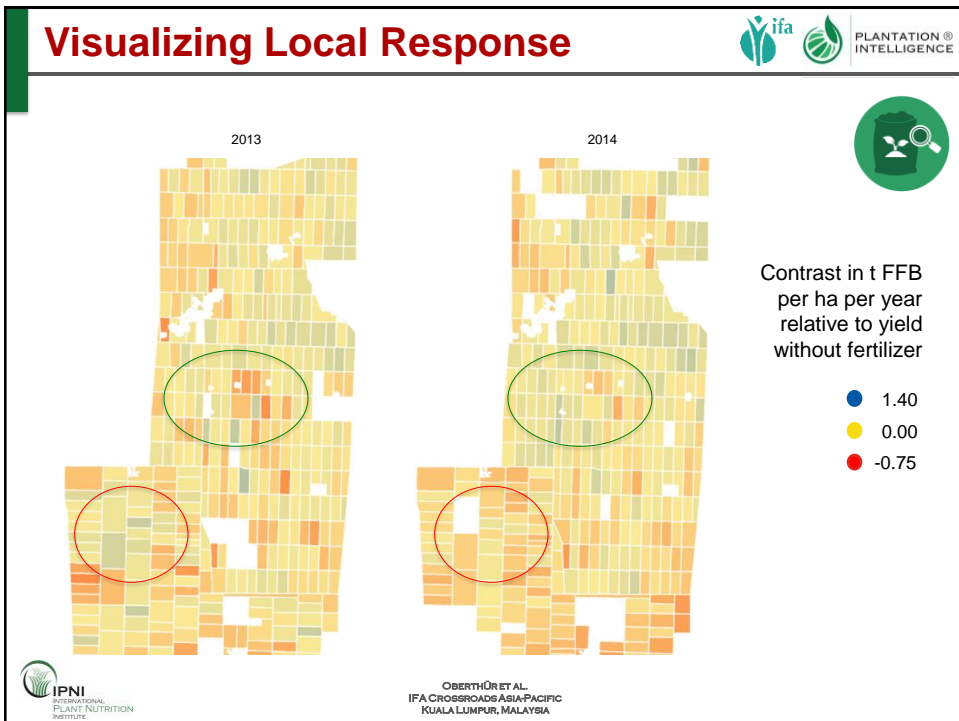 Visualizing Local Response
ifa
PLANTATION ®
INTELLIGENCE
2013
2014
Contrast in t FFB
per ha per year
relative to yield
without fertilizer
1.40
0.00
-0.75
IPNI
INTERNATIONAL
PLANT NUTRITION
INSTITUTE
OBERTHÜR ET AL.
IFA CROSSROADS ASIA-PACIFIC
KUALA LUMPUR, MALAYSIA